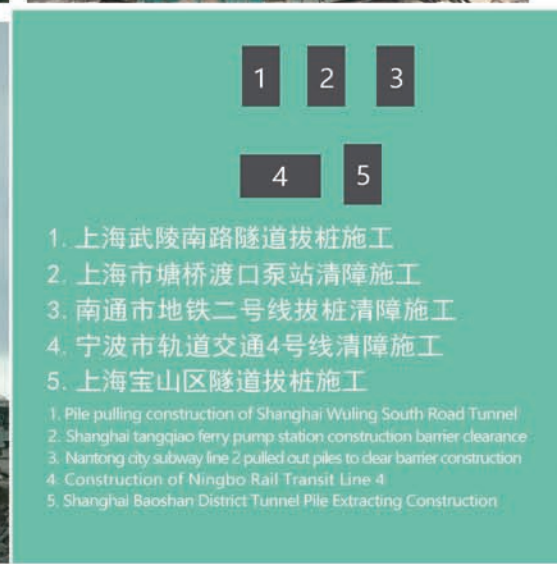 1 2 3
4 5
1. 上海武陵南路隧道拔桩施工
2. 上海市塘桥渡口泵站清障施工
3. 南通市地铁二号线拔桩清障施工
4. 宁波市轨道交通4号线清障施工
5. 上海宝山区隧道拔桩施工
1. Pile pulling construction of Shanghai Wuling South Road Tunnel
2. Shanghai tangqiao ferry pump station construction barrier clearance
3. Nantong city subway line 2 pulled out piles to clear barrier construction
4. Construction of Ningbo Rail Transit Line 4
5. Shanghai Baoshan District Tunnel Pile Extracting Construction